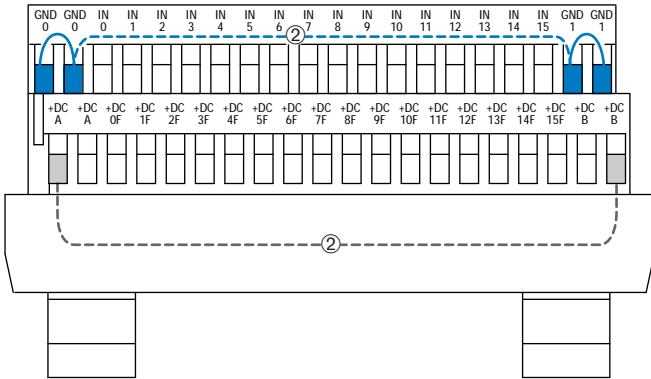 GND GND IN IN IN IN IN IN IN IN IN IN IN IN IN IN IN IN GND GND
0 0 0 1 2 3 4 5 6 7 8 9 10 11 12 13 14 15 1 1
②
+DC +DC +DC +DC +DC +DC +DC +DC +DC +DC +DC +DC +DC +DC +DC +DC +DC +DC +DC +DC
A A 0F 1F 2F 3F 4F 5F 6F 7F 8F 9F 10F 11F 12F 13F 14F 15F B B
②